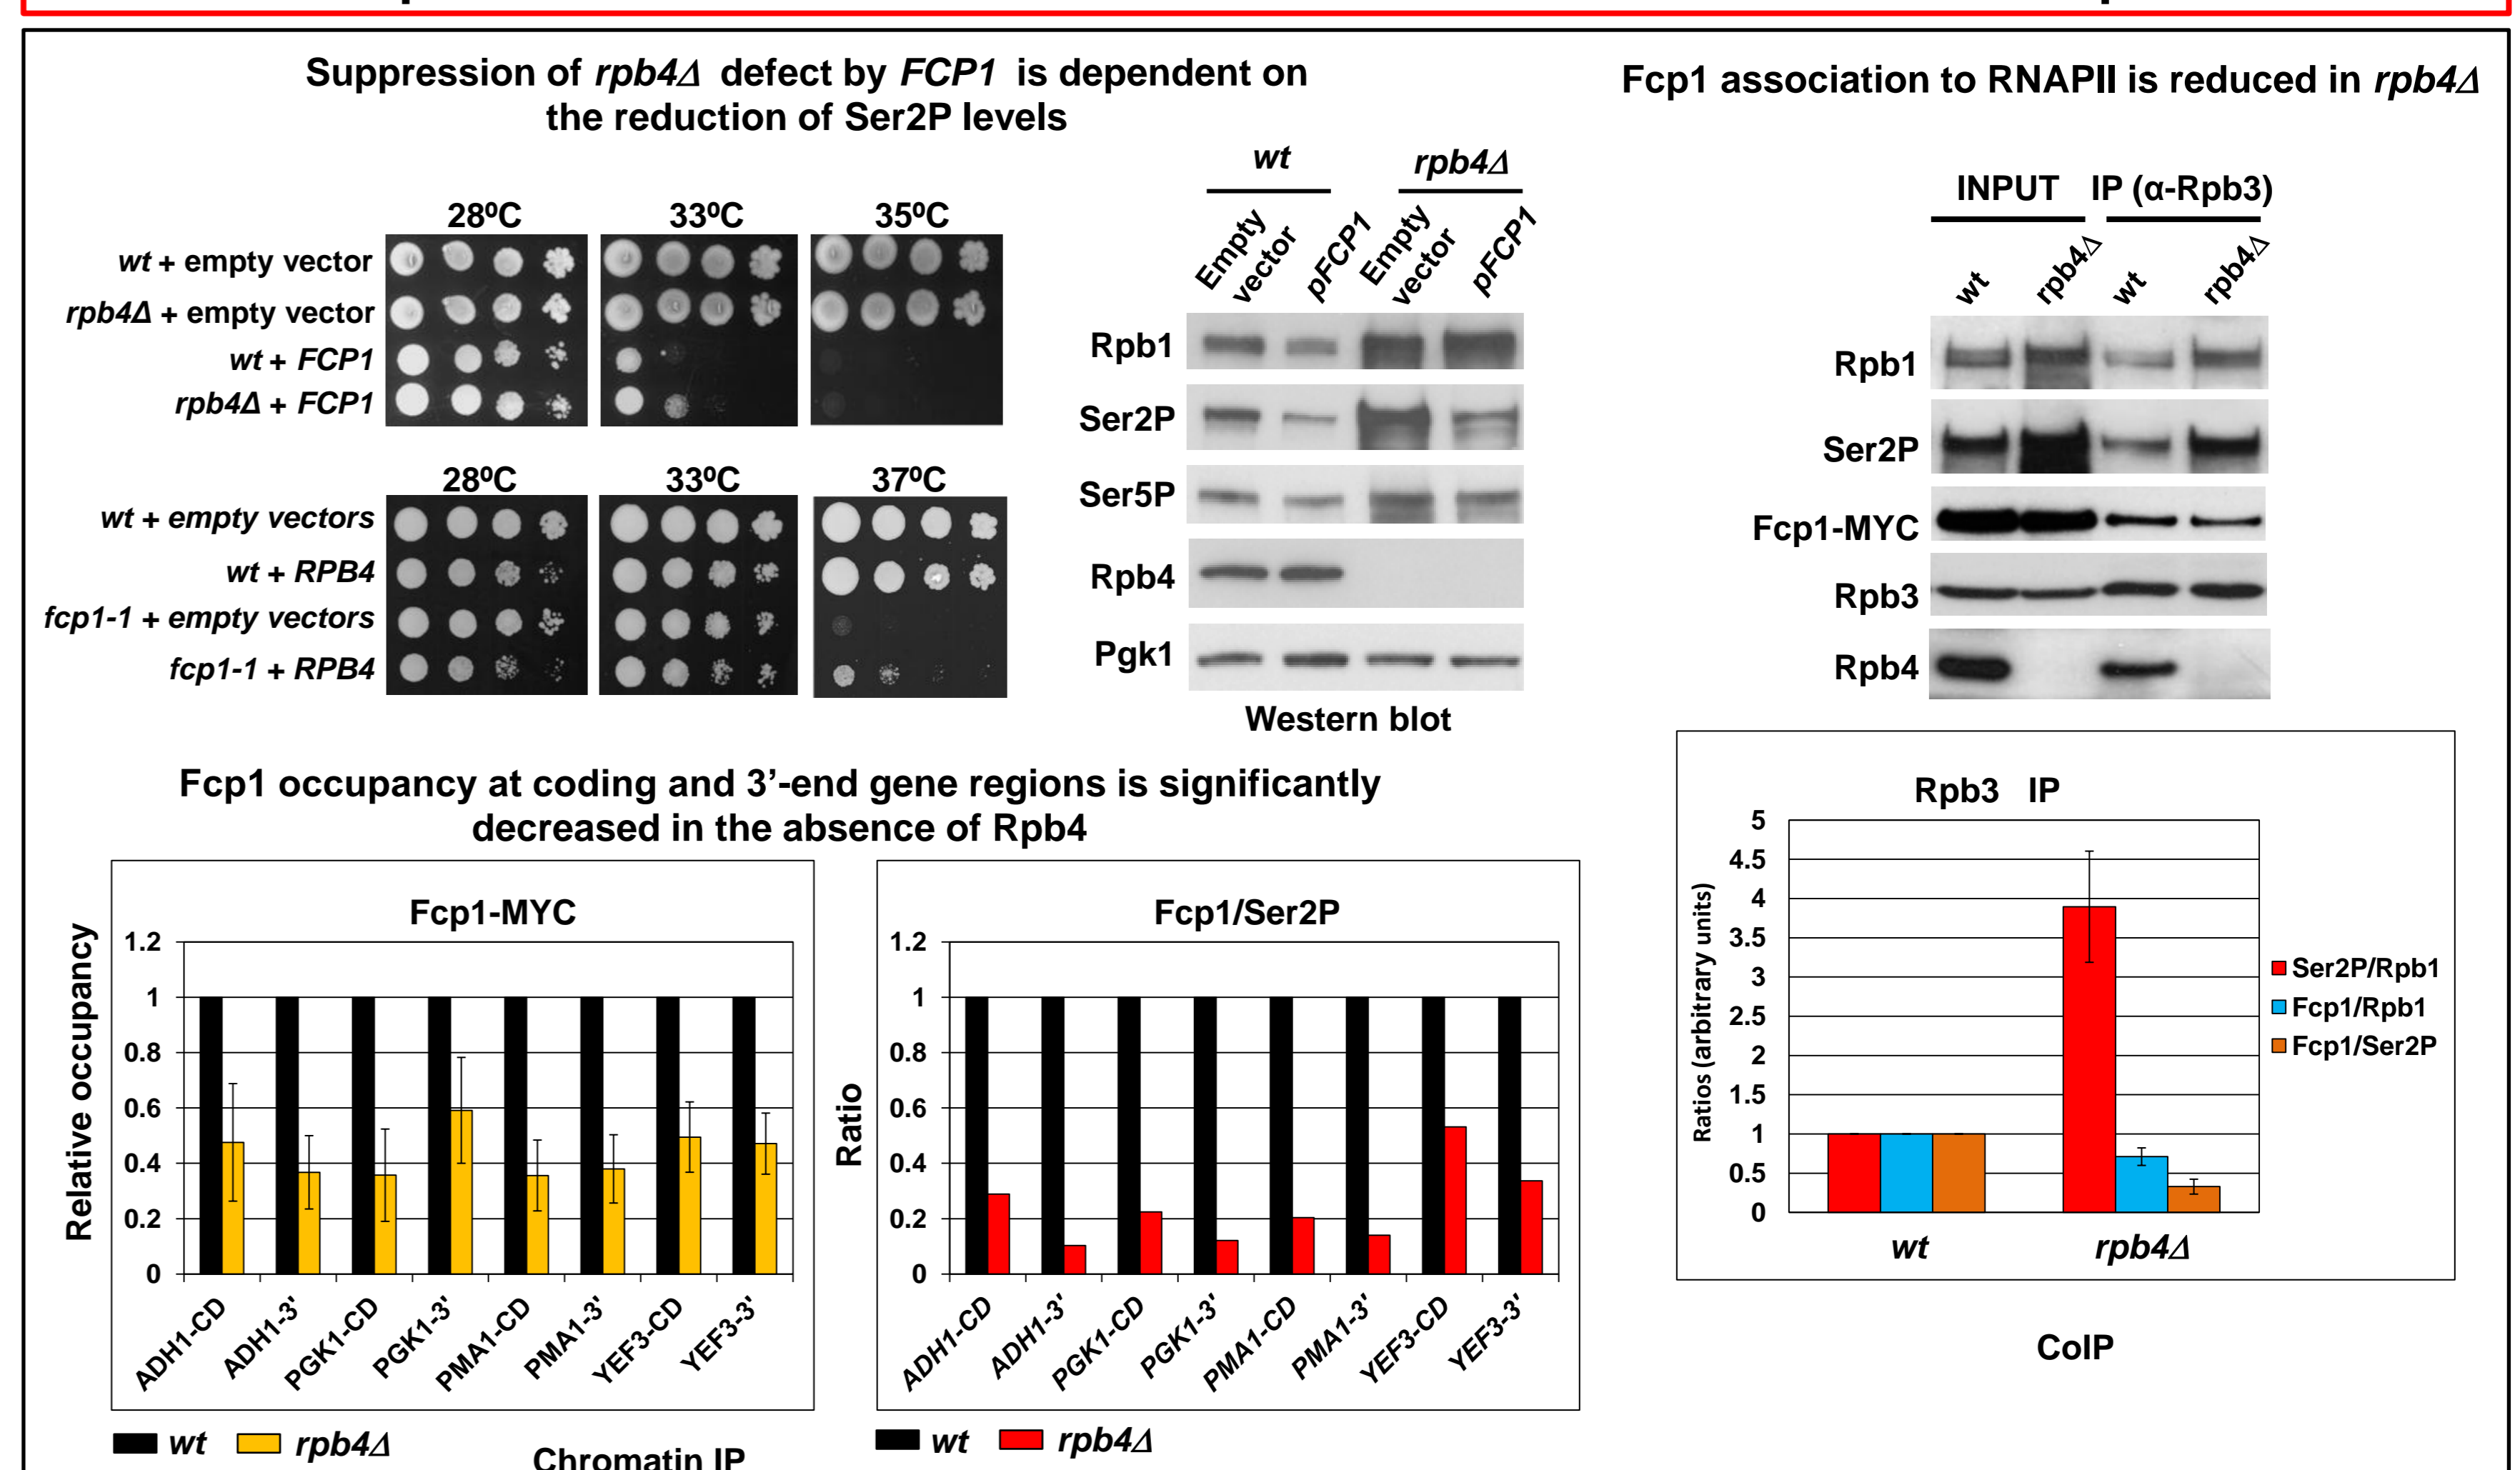 Suppression of rpb4Δ defect by FCP1 is dependent on
the reduction of Ser2P levels
28ºC 33ºC 35ºC
wt + empty vector
rpb4Δ + empty vector
wt + FCP1
rpb4Δ + FCP1
28ºC 33ºC 37ºC
wt + empty vectors
wt + RPB4
fcp1-1 + empty vectors
fcp1-1 + RPB4
wt rpb4Δ
Empty vector pFCP1 Empty vector pFCP1
Rpb1
Ser2P
Ser5P
Rpb4
Pgk1
Western blot
Fcp1 association to RNAPII is reduced in rpb4Δ
INPUT IP (α-Rpb3)
wt rpb4Δ wt rpb4Δ
Rpb1
Ser2P
Fcp1-MYC
Rpb3
Rpb4
Fcp1 occupancy at coding and 3’-end gene regions is significantly
decreased in the absence of Rpb4
Fcp1-MYC
Relative occupancy
1.2
1
0.8
0.6
0.4
0.2
0
ADH1-CD ADH1-3' PGK1-CD PGK1-3' PMA1-CD PMA1-3' YEF3-CD YEF3-3'
wt rpb4Δ
Chromatin IP
Fcp1/Ser2P
Ratio
1.2
1
0.8
0.6
0.4
0.2
0
ADH1-CD ADH1-3' PGK1-CD PGK1-3' PMA1-CD PMA1-3' YEF3-CD YEF3-3'
wt rpb4Δ
Rpb3 IP
Ratios (arbitrary units)
5
4.5
4
3.5
3
2.5
2
1.5
1
0.5
0
wt rpb4Δ
Ser2P/Rpb1
Fcp1/Rpb1
Fcp1/Ser2P
CoIP